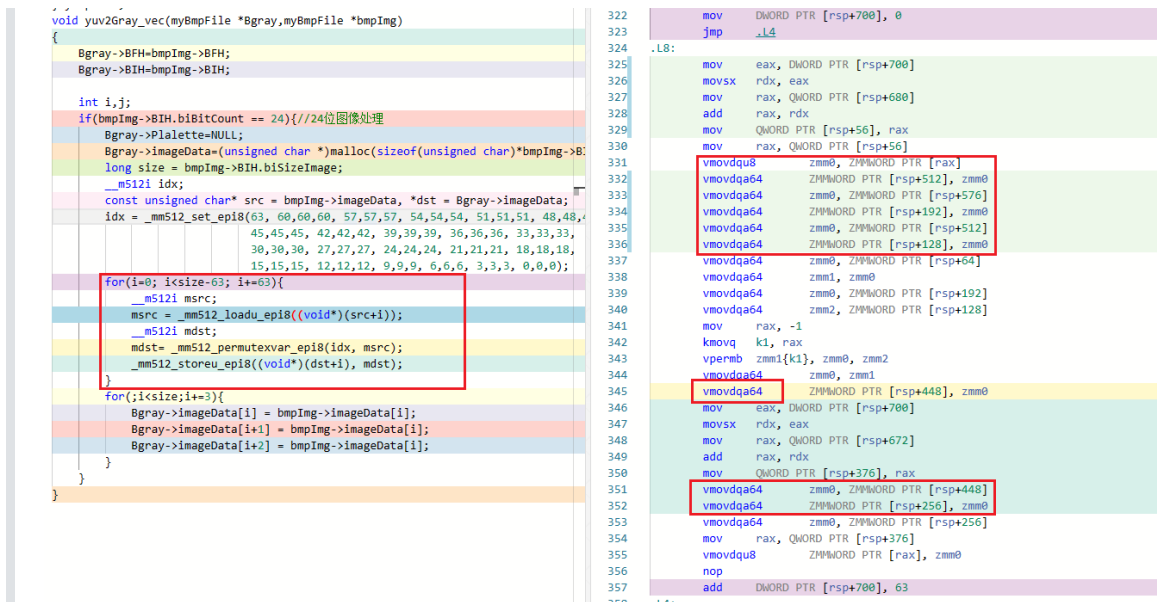 void yuv2Gray_vec(myBmpFile *Bgray,myBmpFile *bmpImg)
{
    Bgray->BFH=bmpImg->BFH;
    Bgray->BIH=bmpImg->BIH;
    int i,j;
    if(bmpImg->BIH.biBitCount == 24){//24位图像处理
        Bgray->Plalette=NULL;
        Bgray->imageData=(unsigned char *)malloc(sizeof(unsigned char)*bmpImg->BI
        long size = bmpImg->BIH.biSizeImage;
        __m512i idx;
        const unsigned char* src = bmpImg->imageData, *dst = Bgray->imageData;
        idx = _mm512_set_epi8(63, 60,60,60, 57,57,57, 54,54,54, 51,51,51, 48,48,4
                              45,45,45, 42,42,42, 39,39,39, 36,36,36, 33,33,33,
                              30,30,30, 27,27,27, 24,24,24, 21,21,21, 18,18,18,
                              15,15,15, 12,12,12, 9,9,9, 6,6,6, 3,3,3, 0,0,0);
        for(i=0; i<size-63; i+=63){
            __m512i msrc;
            msrc = _mm512_loadu_epi8((void*)(src+i));
            __m512i mdst;
            mdst= _mm512_permutexvar_epi8(idx, msrc);
            _mm512_storeu_epi8((void*)(dst+i), mdst);
        }
        for(;i<size;i+=3){
            Bgray->imageData[i] = bmpImg->imageData[i];
            Bgray->imageData[i+1] = bmpImg->imageData[i];
            Bgray->imageData[i+2] = bmpImg->imageData[i];
        }
    }
}
322 mov DWORD PTR [rsp+700], 0
323 jmp .L4
324 .L8:
325 mov eax, DWORD PTR [rsp+700]
326 movsx rdx, eax
327 mov rax, QWORD PTR [rsp+680]
328 add rax, rdx
329 mov QWORD PTR [rsp+56], rax
330 mov rax, QWORD PTR [rsp+56]
331 vmovdqu8 zmm0, ZMMWORD PTR [rax]
332 vmovdqa64 ZMMWORD PTR [rsp+512], zmm0
333 vmovdqa64 zmm0, ZMMWORD PTR [rsp+576]
334 vmovdqa64 ZMMWORD PTR [rsp+192], zmm0
335 vmovdqa64 zmm0, ZMMWORD PTR [rsp+512]
336 vmovdqa64 ZMMWORD PTR [rsp+128], zmm0
337 vmovdqa64 zmm0, ZMMWORD PTR [rsp+64]
338 vmovdqa64 zmm1, zmm0
339 vmovdqa64 zmm0, ZMMWORD PTR [rsp+192]
340 vmovdqa64 zmm2, ZMMWORD PTR [rsp+128]
341 mov rax, -1
342 kmovq k1, rax
343 vpermb zmm1{k1}, zmm0, zmm2
344 vmovdqa64 zmm0, zmm1
345 vmovdqa64 ZMMWORD PTR [rsp+448], zmm0
346 mov eax, DWORD PTR [rsp+700]
347 movsx rdx, eax
348 mov rax, QWORD PTR [rsp+672]
349 add rax, rdx
350 mov QWORD PTR [rsp+376], rax
351 vmovdqa64 zmm0, ZMMWORD PTR [rsp+448]
352 vmovdqa64 ZMMWORD PTR [rsp+256], zmm0
353 vmovdqa64 zmm0, ZMMWORD PTR [rsp+256]
354 mov rax, QWORD PTR [rsp+376]
355 vmovdqu8 ZMMWORD PTR [rax], zmm0
356 nop
357 add DWORD PTR [rsp+700], 63